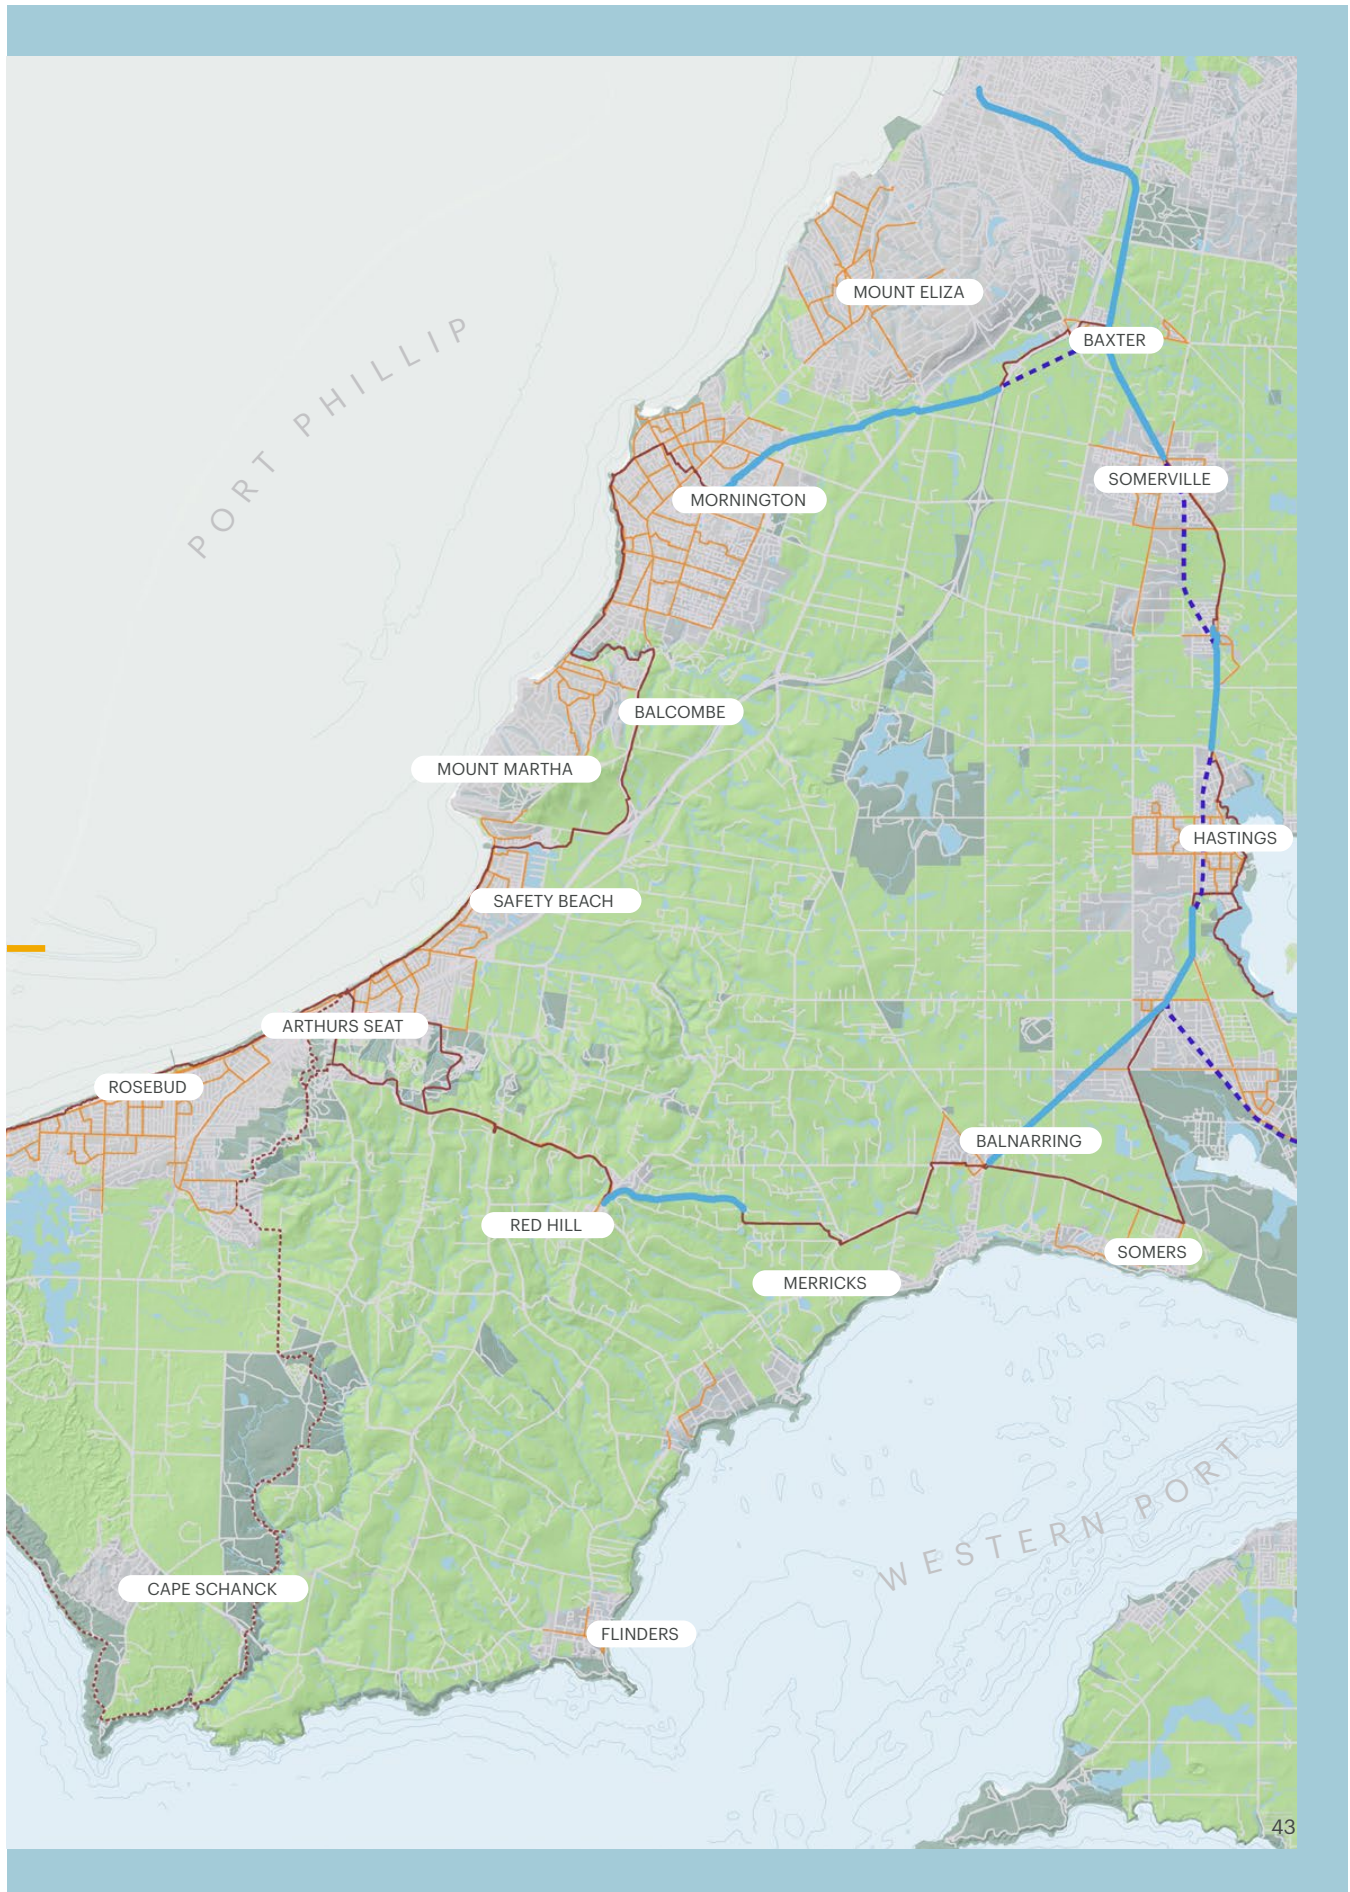 MOUNT ELIZA
BAXTER
PORT PHILLIP
SOMERVILLE
MORNINGTON
BALCOMBE
MOUNT MARTHA
HASTINGS
SAFETY BEACH
ARTHURS SEAT
ROSEBUD
BALNARRING
RED HILL
SOMERS
MERRICKS
WESTERN PORT
CAPE SCHANCK
FLINDERS
43